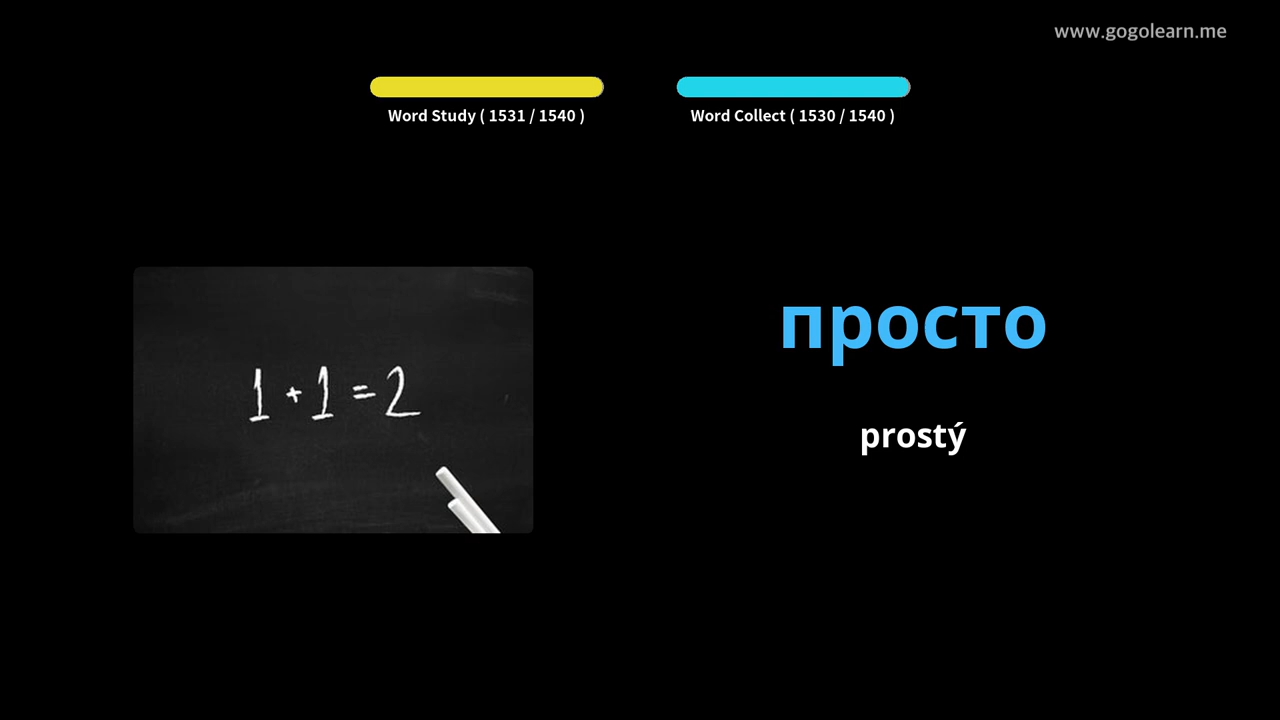 www.gogolearn.me
Word Study ( 1531 / 1540 )
Word Collect ( 1530 / 1540 )
1 + 1 = 2
просто
prostý